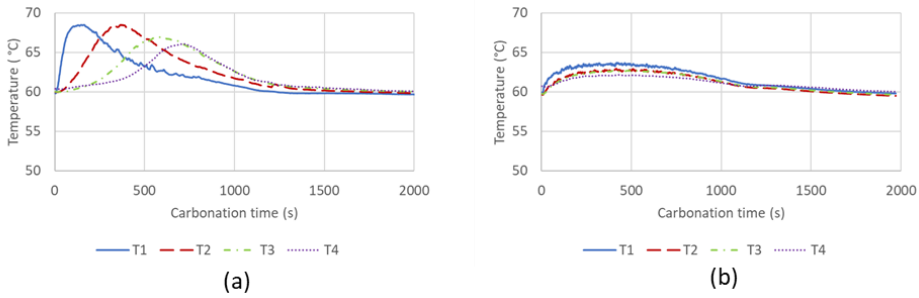 70
65
60
55
50
Temperature (°C)
0 500 1000 1500 2000
Carbonation time (s)
T1 T2 T3 T4
(a)
70
65
60
55
50
Temperature (°C)
0 500 1000 1500 2000
Carbonation time (s)
T1 T2 T3 T4
(b)